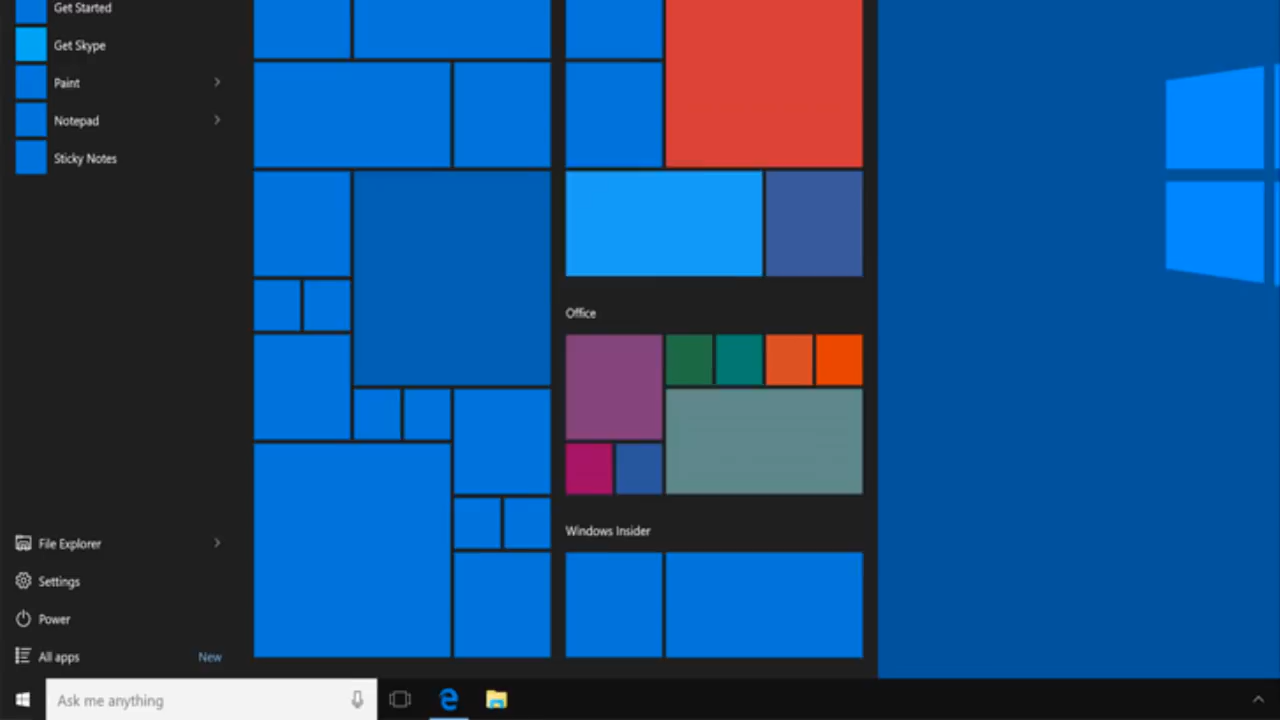 Get Started
Get Skype
Paint
Notepad
Sticky Notes
Office
Windows Insider
File Explorer
Settings
Power
All apps New
Ask me anything